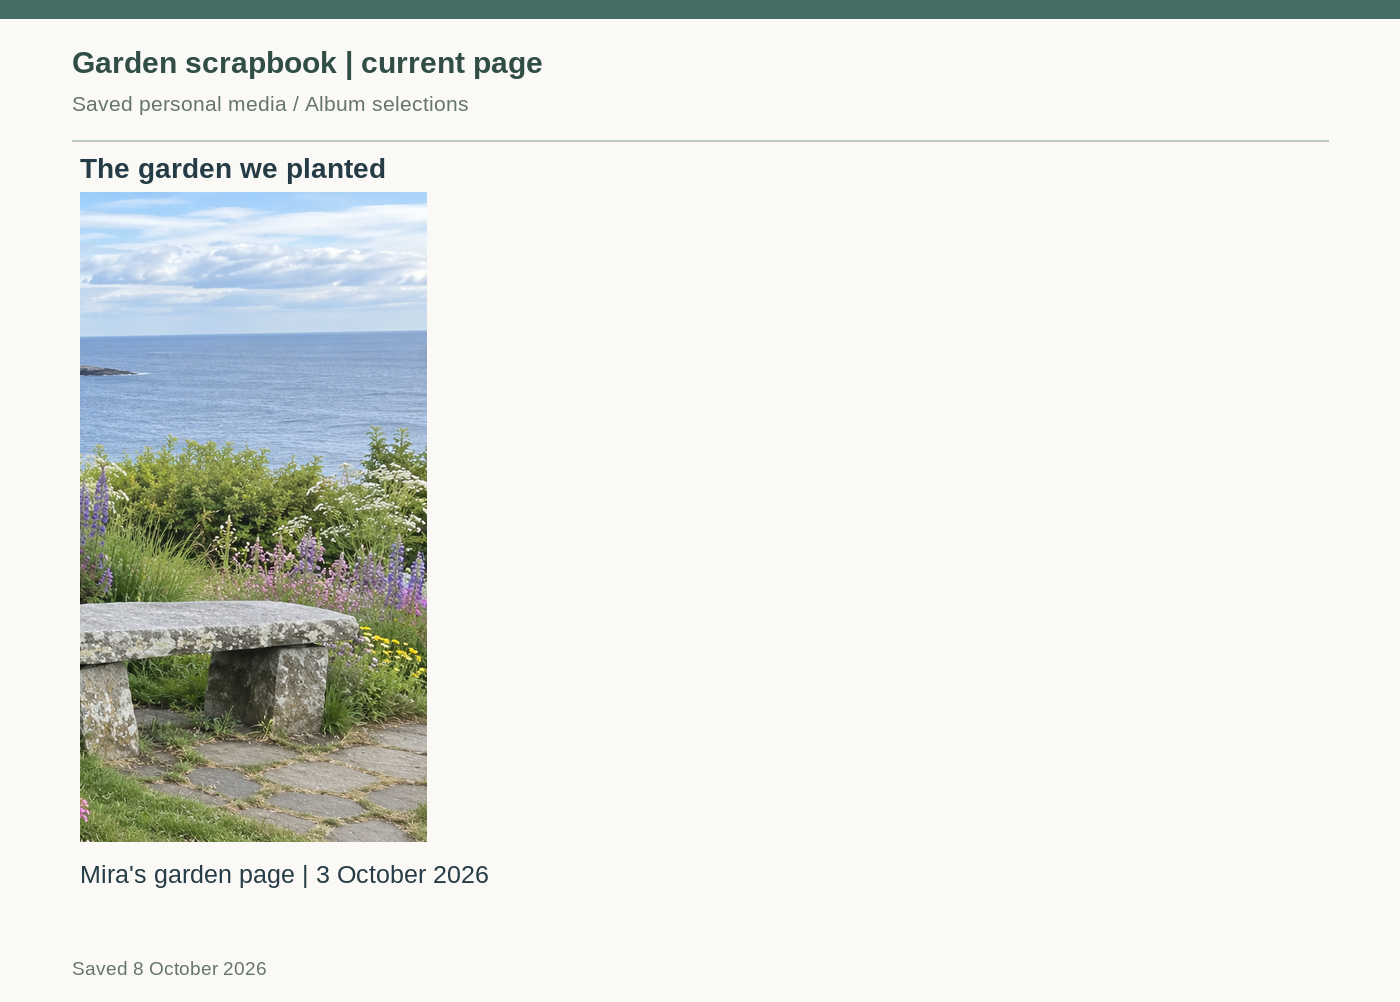 Garden scrapbook | current page
Saved personal media / Album selections
The garden we planted
Mira's garden page | 3 October 2026
Saved 8 October 2026